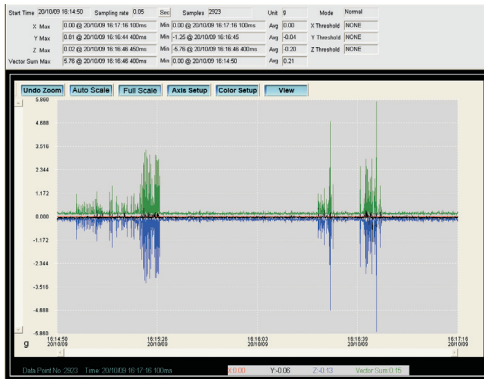 Start Time 20/10/09 16:14:50 Sampling rate 0.05 Sec Samples 2923 Unit g Mode Normal
X Max 0.00 @ 20/10/09 16:17:16 100ms Min 0.00 @ 20/10/09 16:17:16 100ms Avg 0.00 X Threshold NONE
Y Max 0.81 @ 20/10/09 16:16:44 400ms Min -1.25 @ 20/10/09 16:16:45 Avg -0.04 Y Threshold NONE
Z Max 0.02 @ 20/10/09 16:16:46 450ms Min -5.76 @ 20/10/09 16:16:46 400ms Avg -0.20 Z Threshold NONE
Vector Sum Max 5.78 @ 20/10/09 16:16:46 400ms Min 0.00 @ 20/10/09 16:14:50 Avg 0.21
Undo Zoom Auto Scale Full Scale Axis Setup Color Setup View
5.860
4.688
3.516
2.344
1.172
0.000
-1.172
-2.344
-3.516
-4.688
-5.860
16:14:50 16:15:26 16:16:03 16:16:39 16:17:16
g 20/10/09 20/10/09 20/10/09 20/10/09 20/10/09
Data Point No: 2923 Time: 20/10/09 16:17:16 100ms X:0.00 Y:-0.06 Z:-0.13 Vector Sum:0.15